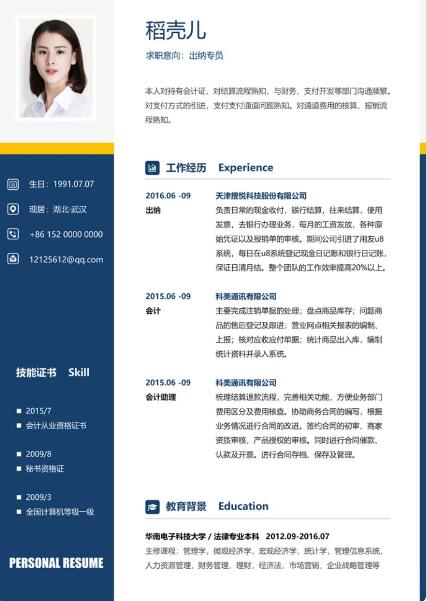 稻壳儿
求职意向：出纳专员
本人对持有会计证，对结算流程熟知，与财务、支付开发等部门沟通频繁。
对支付方式的引进，支付支付通道问题熟知。对通道费用的核算、报销流
程熟知。
生日：1991.07.07
现居：湖北·武汉
+86 152 0000 0000
12125612@qq.com
技能证书 Skill
2015/7
会计从业资格证书
2009/8
秘书资格证
2009/3
全国计算机等级一级
PERSONAL RESUME
工作经历 Experience
2016.06 -09 天津搜悦科技股份有限公司
出纳 负责日常的现金收付，银行结算，往来结算，使用
发票，去银行办理业务，每月的工资发放，各种原
始凭证以及报销单的审核。期间公司引进了用友u8
系统，每日在u8系统登记现金日记账和银行日记账，
保证日清月结。整个团队的工作效率提高20%以上。
2015.06 -09 科美通讯有限公司
会计 主要完成注销单据的处理；盘点商品库存；问题商
品的售后登记及跟进；营业网点相关报表的编制、
上报；核对应收应付单据；统计商品出入库，编制
统计资料并录入系统。
2015.06 -09 科美通讯有限公司
会计助理 梳理结算退款流程，完善相关功能，方便业务部门
费用区分及费用核查。协助商务合同的编写，根据
业务情况进行合同的改进。签约合同的初审，商家
资质审核，产品授权的审核。同时进行合同催款、
认款及开票。进行合同存档、保存及管理。
教育背景 Education
华南电子科技大学 / 法律专业本科 2012.09-2016.07
主修课程：管理学，微观经济学，宏观经济学，统计学，管理信息系统，
人力资源管理，财务管理，理财，经济法，市场营销，企业战略管理等